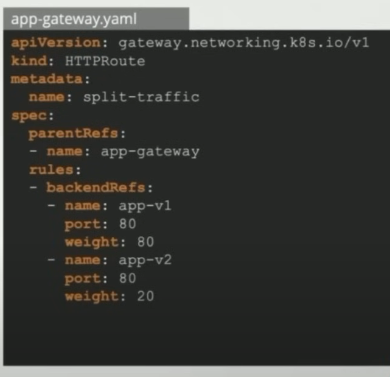 app-gateway.yaml
apiVersion: gateway.networking.k8s.io/v1
kind: HTTPRoute
metadata:
  name: split-traffic
spec:
  parentRefs:
  - name: app-gateway
  rules:
  - backendRefs:
    - name: app-v1
      port: 80
      weight: 80
    - name: app-v2
      port: 80
      weight: 20